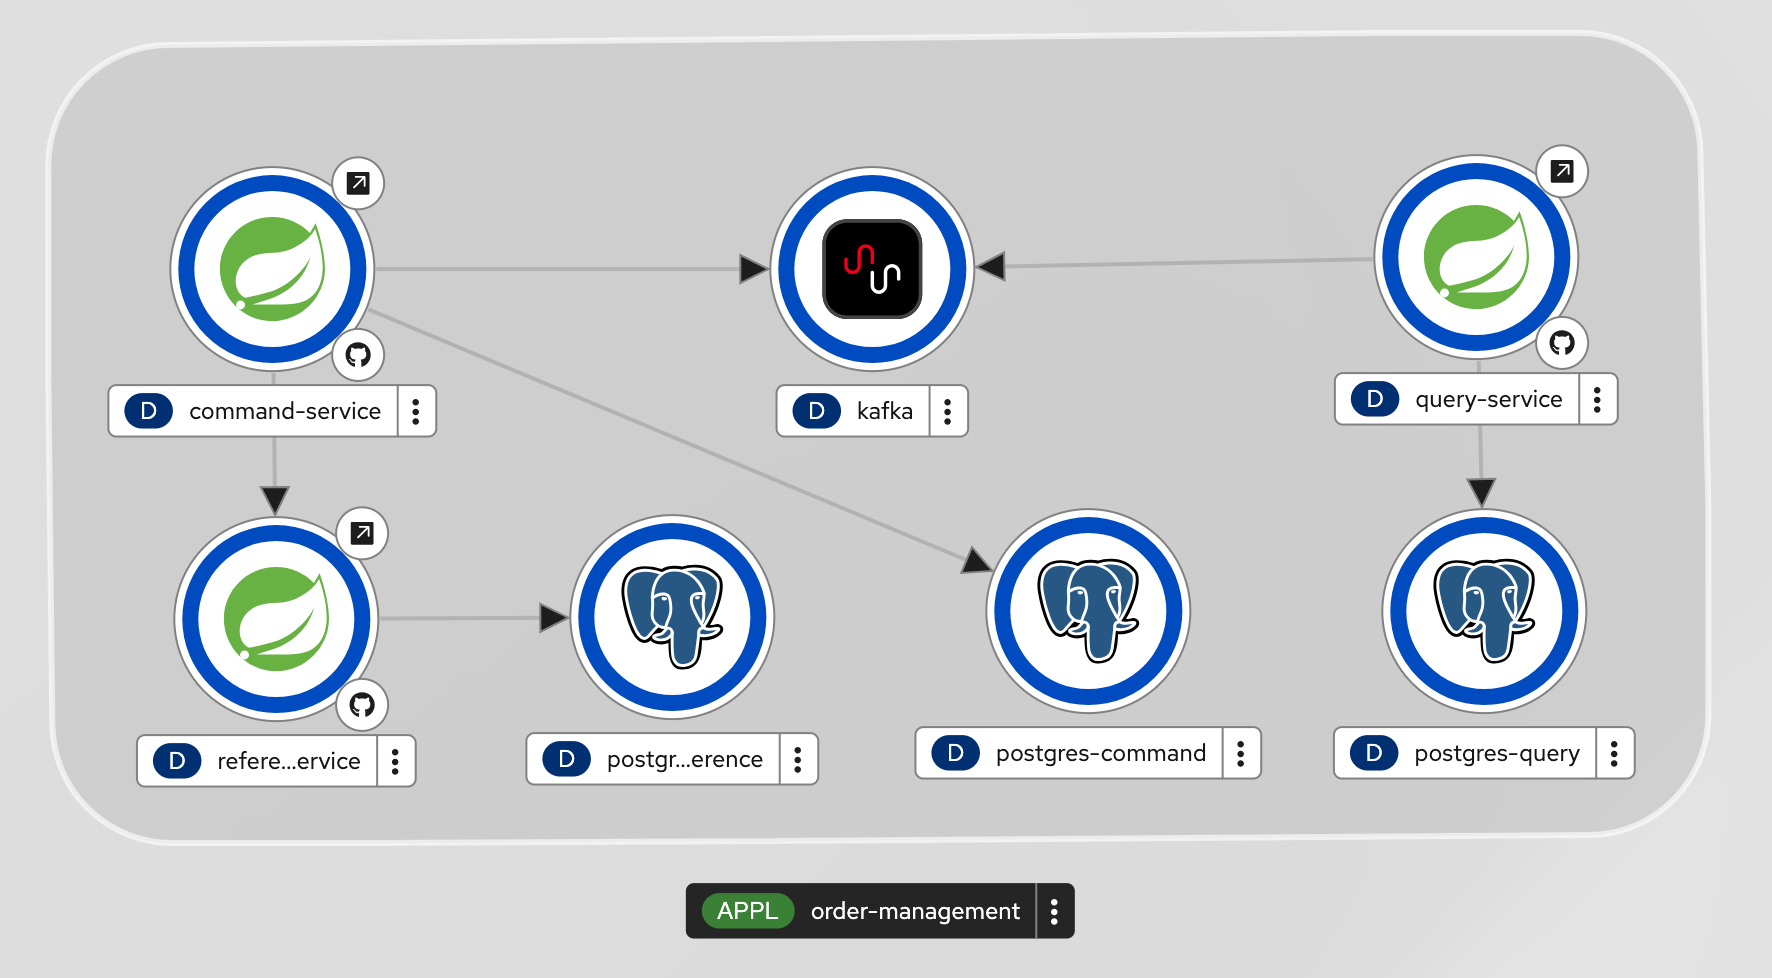 D command-service
D kafka
D query-service
D refere...ervice
D postgr...erence
D postgres-command
D postgres-query
APPL order-management